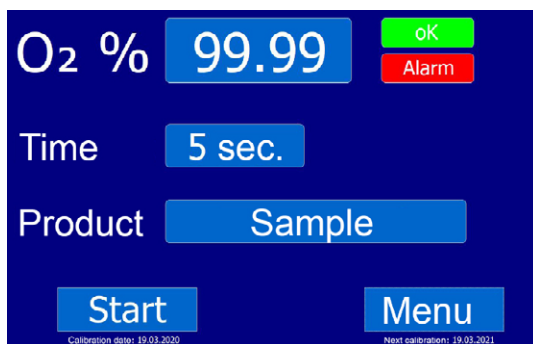 O₂ % 99.99 oK
Alarm
Time 5 sec.
Product Sample
Start Menu
Calibration date: 19.03.2020 Next calibration: 19.03.2021